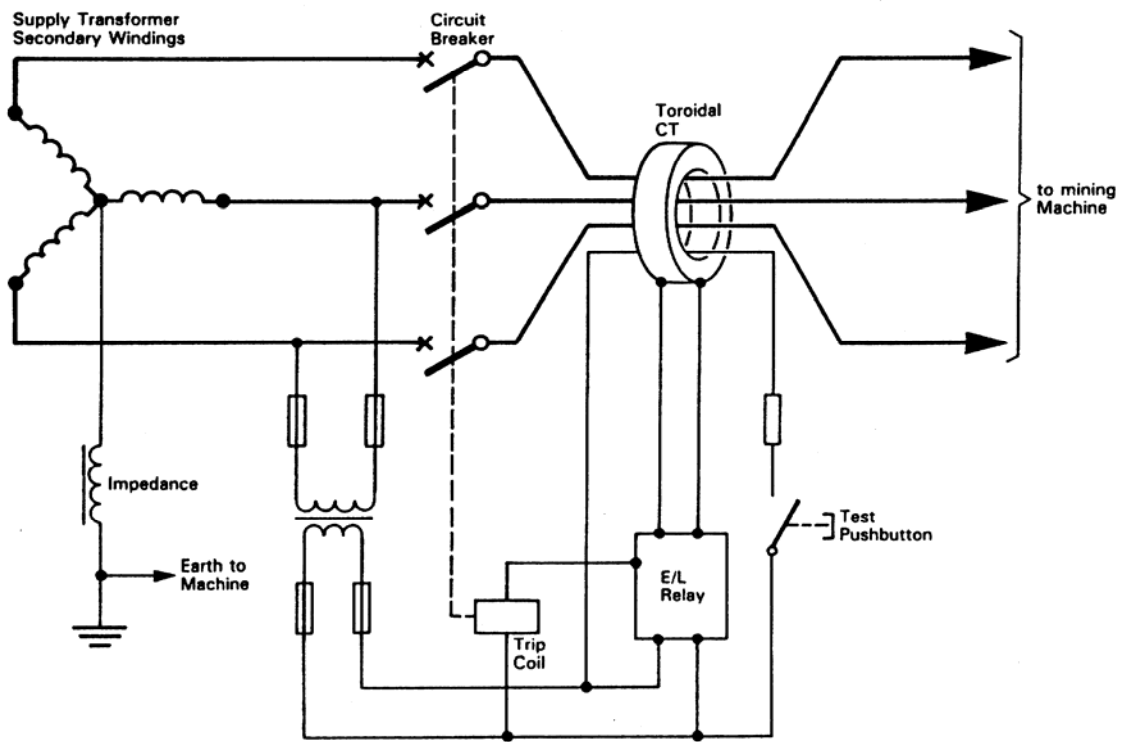 Supply Transformer
Secondary Windings
Circuit
Breaker
Toroidal
CT
to mining
Machine
Impedance
Earth to
Machine
Test
Pushbutton
E/L
Relay
Trip
Coil